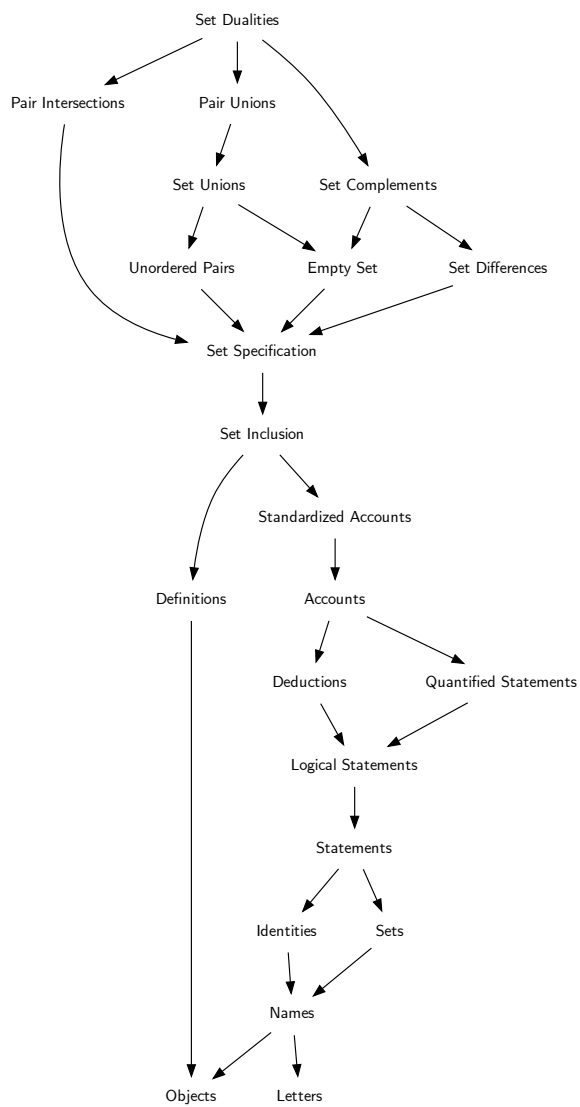 Set Dualities
Pair Intersections
Pair Unions
Set Unions
Set Complements
Unordered Pairs
Empty Set
Set Differences
Set Specification
Set Inclusion
Standardized Accounts
Definitions
Accounts
Deductions
Quantified Statements
Logical Statements
Statements
Identities
Sets
Names
Objects
Letters